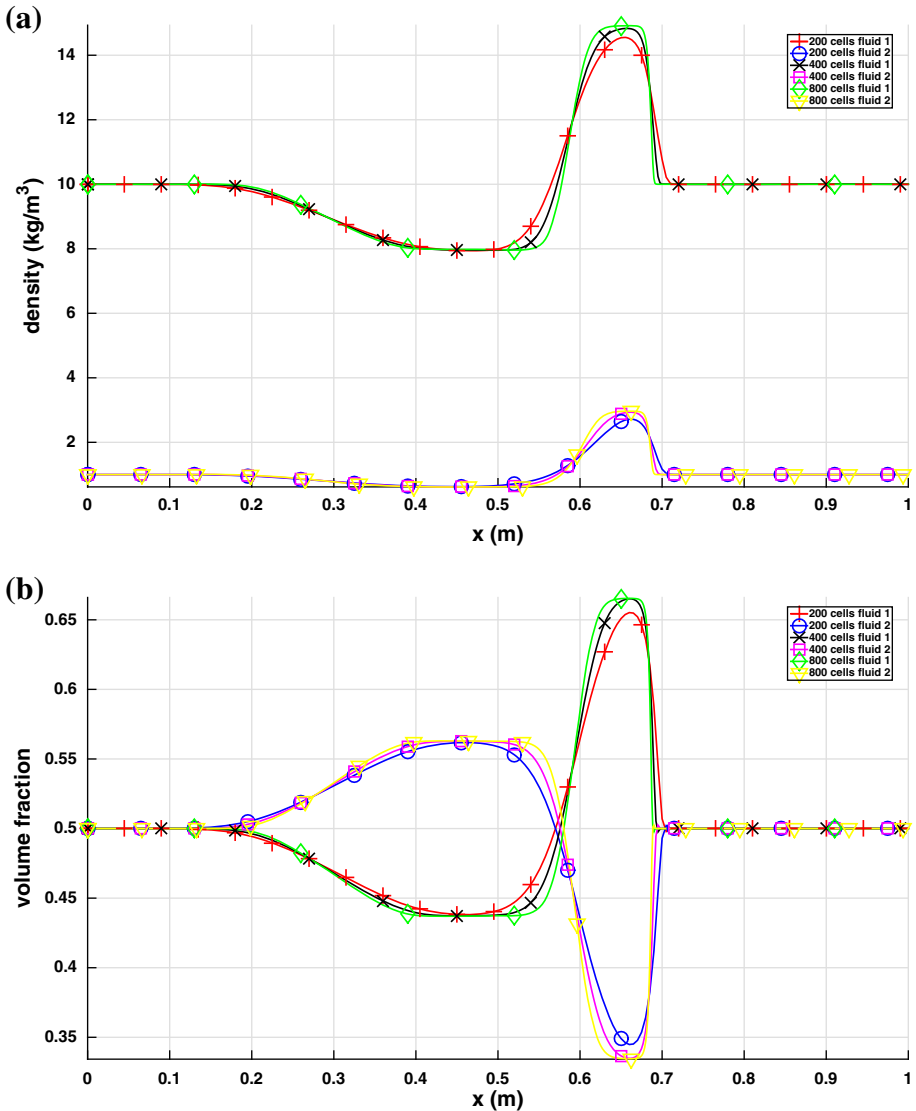 (a)
14
12
10
8
6
4
2
density (kg/m³)
200 cells fluid 1
200 cells fluid 2
400 cells fluid 1
400 cells fluid 2
800 cells fluid 1
800 cells fluid 2
0 0.1 0.2 0.3 0.4 0.5 0.6 0.7 0.8 0.9 1
x (m)
(b)
0.65
0.6
0.55
0.5
0.45
0.4
0.35
volume fraction
200 cells fluid 1
200 cells fluid 2
400 cells fluid 1
400 cells fluid 2
800 cells fluid 1
800 cells fluid 2
0 0.1 0.2 0.3 0.4 0.5 0.6 0.7 0.8 0.9 1
x (m)